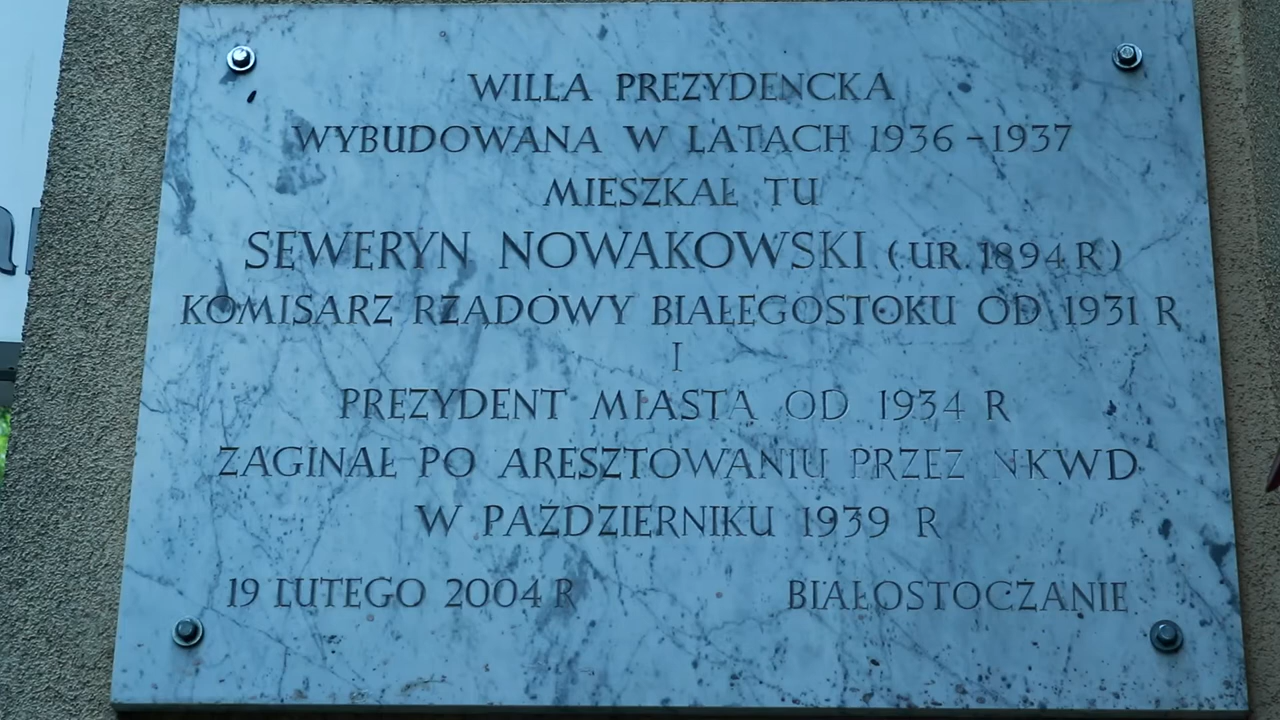 WILLA PREZYDENCKA
WYBUDOWANA W LATACH 1936-1937
MIESZKAŁ TU
SEWERYN NOWAKOWSKI (UR. 1894 R)
KOMISARZ RZĄDOWY BIAŁEGOSTOKU OD 1931 R
I
PREZYDENT MIASTA OD 1934 R
ZAGINĄŁ PO ARESZTOWANIU PRZEZ NKWD
W PAŹDZIERNIKU 1939 R
19 LUTEGO 2004 R BIAŁOSTOCZANIE